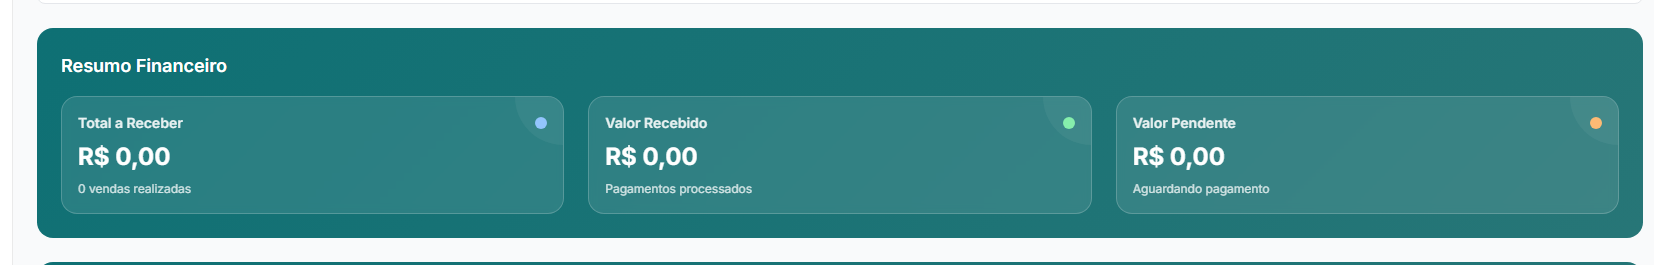 Resumo Financeiro
Total a Receber
R$ 0,00
0 vendas realizadas
Valor Recebido
R$ 0,00
Pagamentos processados
Valor Pendente
R$ 0,00
Aguardando pagamento